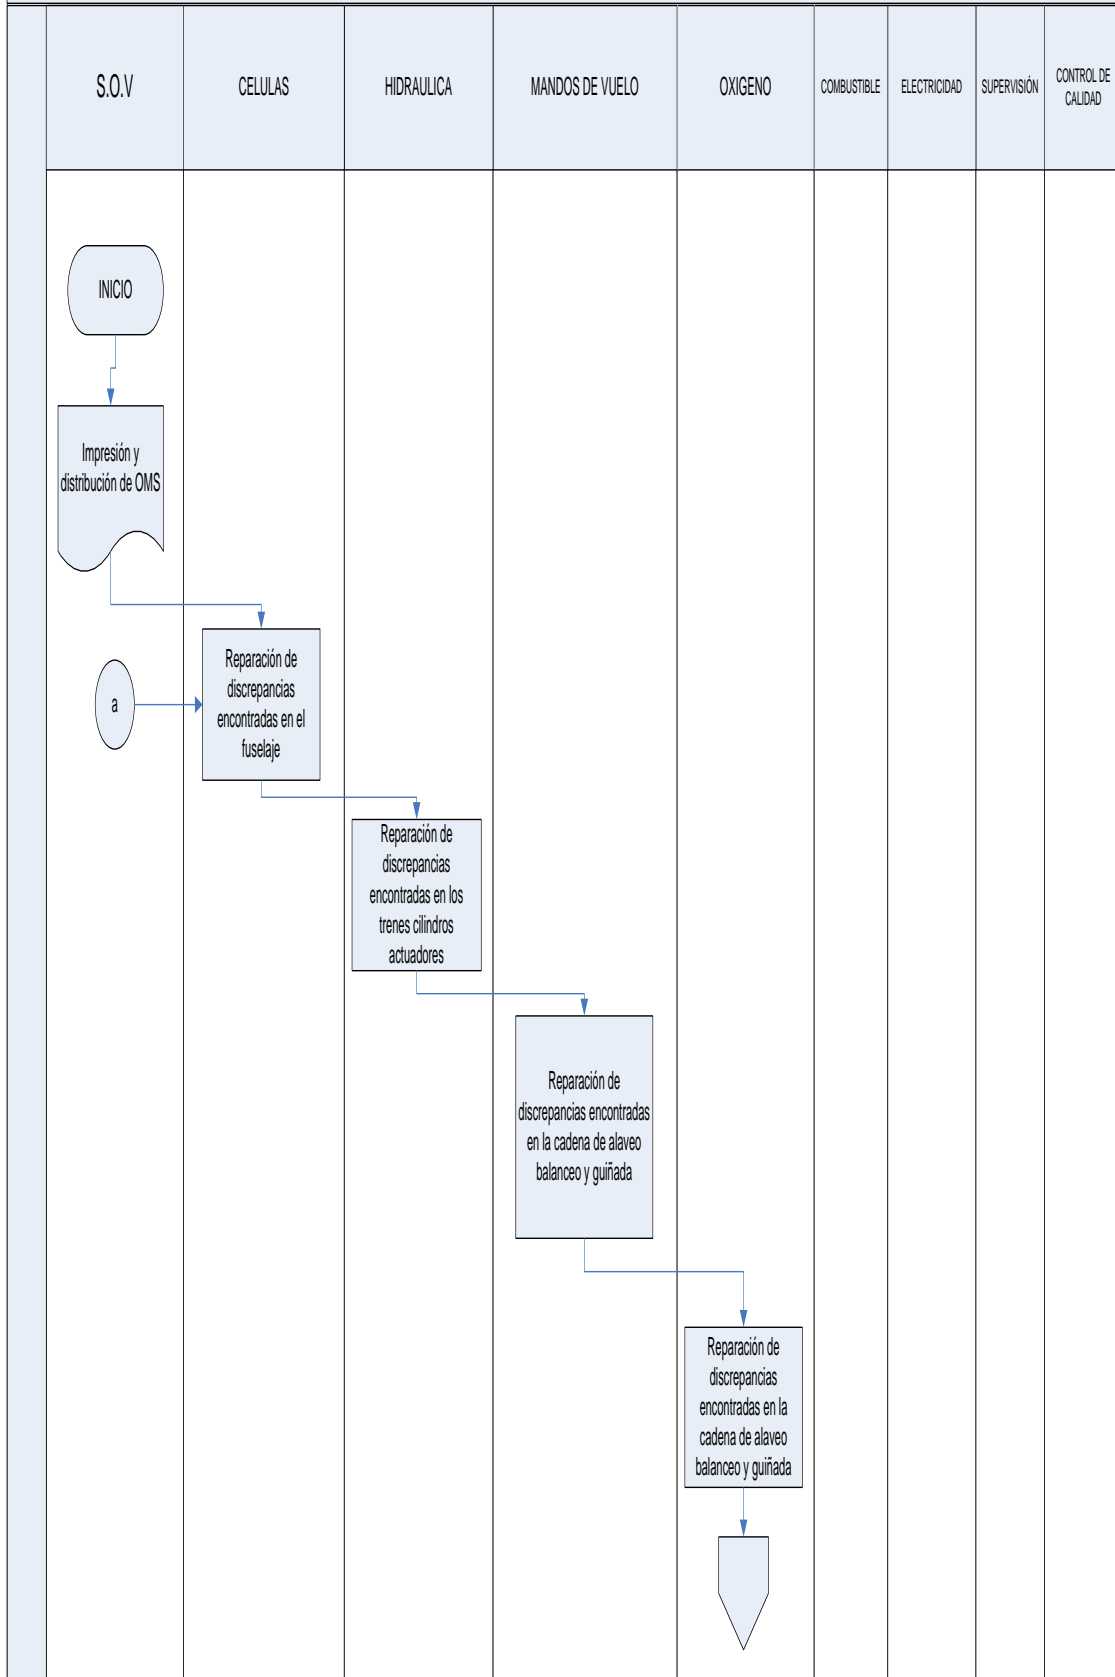 S.O.V
CELULAS
HIDRAULICA
MANDOS DE VUELO
OXIGENO
COMBUSTIBLE
ELECTRICIDAD
SUPERVISIÓN
CONTROL DE
CALIDAD
INICIO
Impresión y
distribución de OMS
a
Reparación de
discrepancias
encontradas en el
fuselaje
Reparación de
discrepancias
encontradas en los
trenes cilindros
actuadores
Reparación de
discrepancias encontradas
en la cadena de alaveo
balanceo y guiñada
Reparación de
discrepancias
encontradas en la
cadena de alaveo
balanceo y guiñada